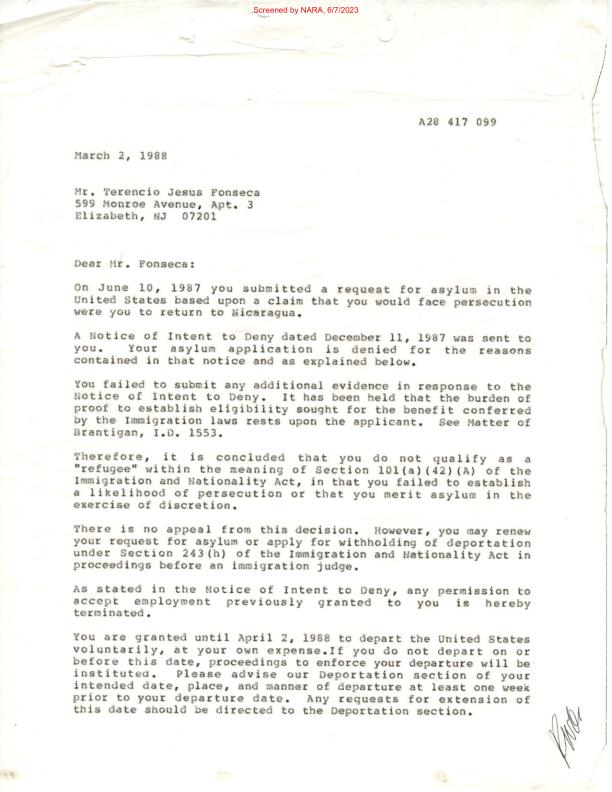 Screened by NARA, 6/7/2023
A28 417 099
March 2, 1988
Mr. Terencio Jesus Fonseca
599 Monroe Avenue, Apt. 3
Elizabeth, NJ 07201
Dear Mr. Fonseca:
On June 10, 1987 you submitted a request for asylum in the
United States based upon a claim that you would face persecution
were you to return to Nicaragua.
A Notice of Intent to Deny dated December 11, 1987 was sent to
you. Your asylum application is denied for the reasons
contained in that notice and as explained below.
You failed to submit any additional evidence in response to the
Notice of Intent to Deny. It has been held that the burden of
proof to establish eligibility sought for the benefit conferred
by the Immigration laws rests upon the applicant. See Matter of
Brantigan, I.D. 1553.
Therefore, it is concluded that you do not qualify as a
"refugee" within the meaning of Section 101(a)(42)(A) of the
Immigration and Nationality Act, in that you failed to establish
a likelihood of persecution or that you merit asylum in the
exercise of discretion.
There is no appeal from this decision. However, you may renew
your request for asylum or apply for withholding of deportation
under Section 243(h) of the Immigration and Nationality Act in
proceedings before an immigration judge.
As stated in the Notice of Intent to Deny, any permission to
accept employment previously granted to you is hereby
terminated.
You are granted until April 2, 1988 to depart the United States
voluntarily, at your own expense.If you do not depart on or
before this date, proceedings to enforce your departure will be
instituted. Please advise our Deportation section of your
intended date, place, and manner of departure at least one week
prior to your departure date. Any requests for extension of
this date should be directed to the Deportation section.